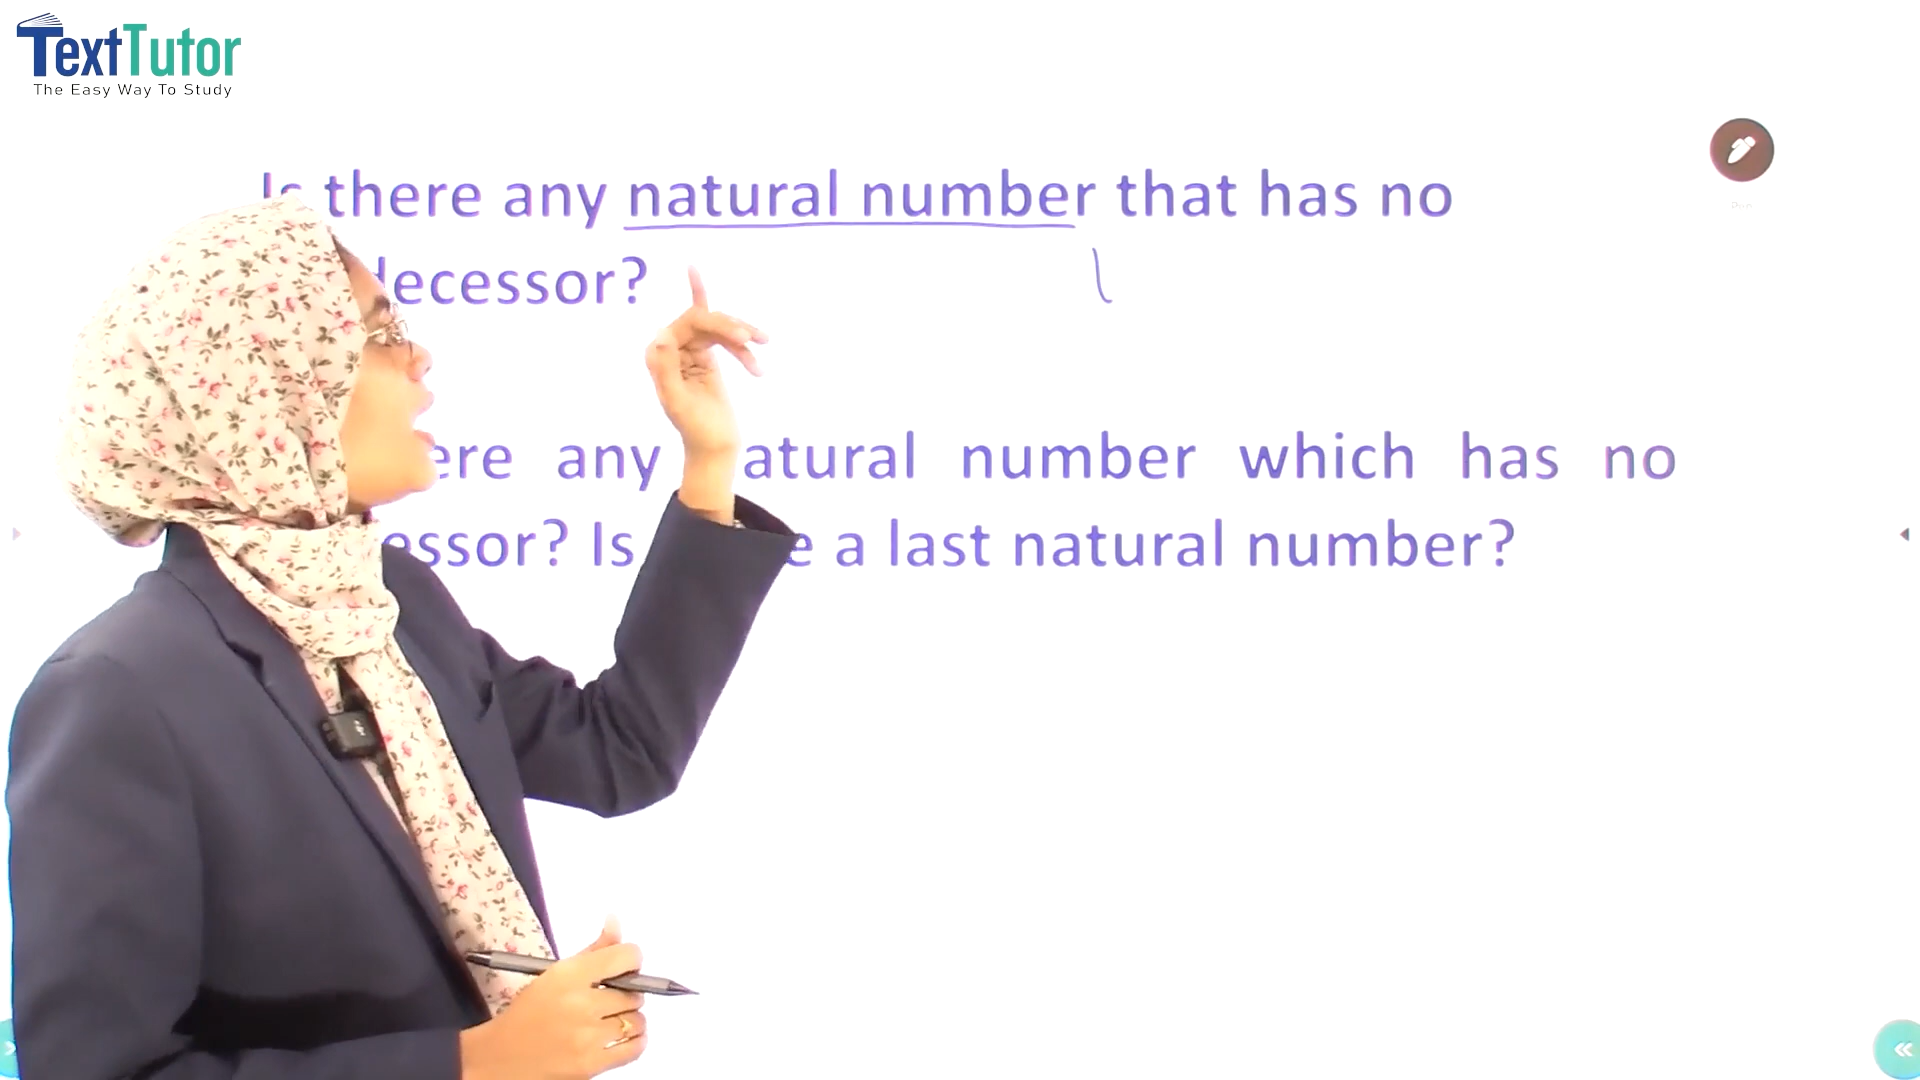 TextTutor
The Easy Way To Study
Is there any natural number that has no
decessor?
ere any atural number which has no
essor? Is e a last natural number?